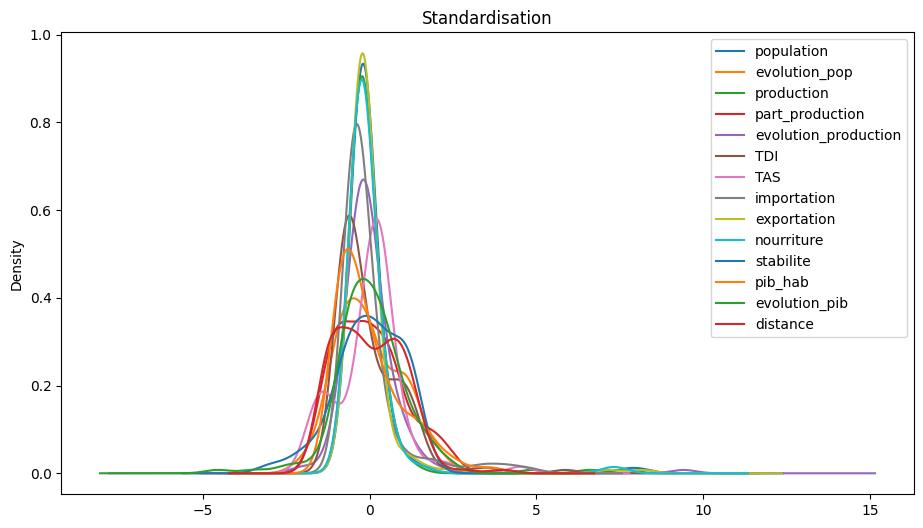 Standardisation
1.0
0.8
0.6
0.4
0.2
0.0
Density
−5
0
5
10
15
population
evolution_pop
production
part_production
evolution_production
TDI
TAS
importation
exportation
nourriture
stabilite
pib_hab
evolution_pib
distance